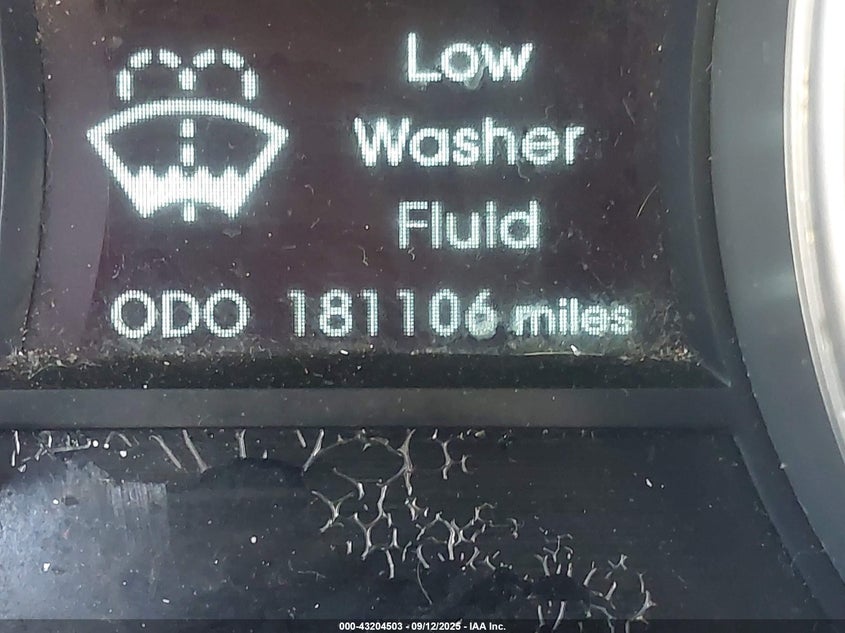 Low
Washer
Fluid
ODO 181106 miles
000-43204503 - 09/12/2025 - IAA Inc.